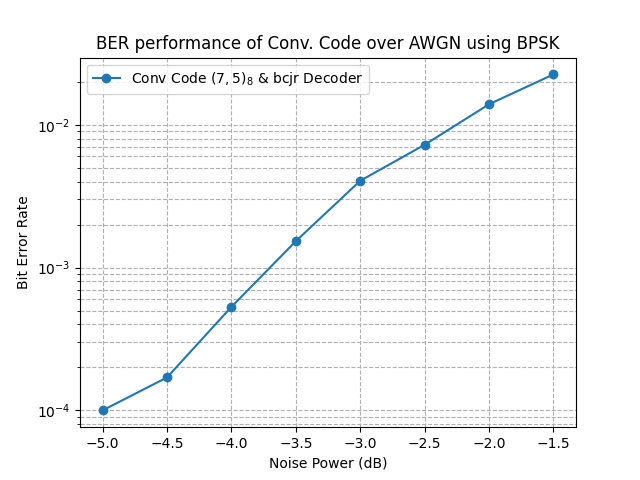 BER performance of Conv. Code over AWGN using BPSK
Conv Code (7, 5)₈ & bcjr Decoder
Bit Error Rate
10⁻²
10⁻³
10⁻⁴
−5.0 −4.5 −4.0 −3.5 −3.0 −2.5 −2.0 −1.5
Noise Power (dB)